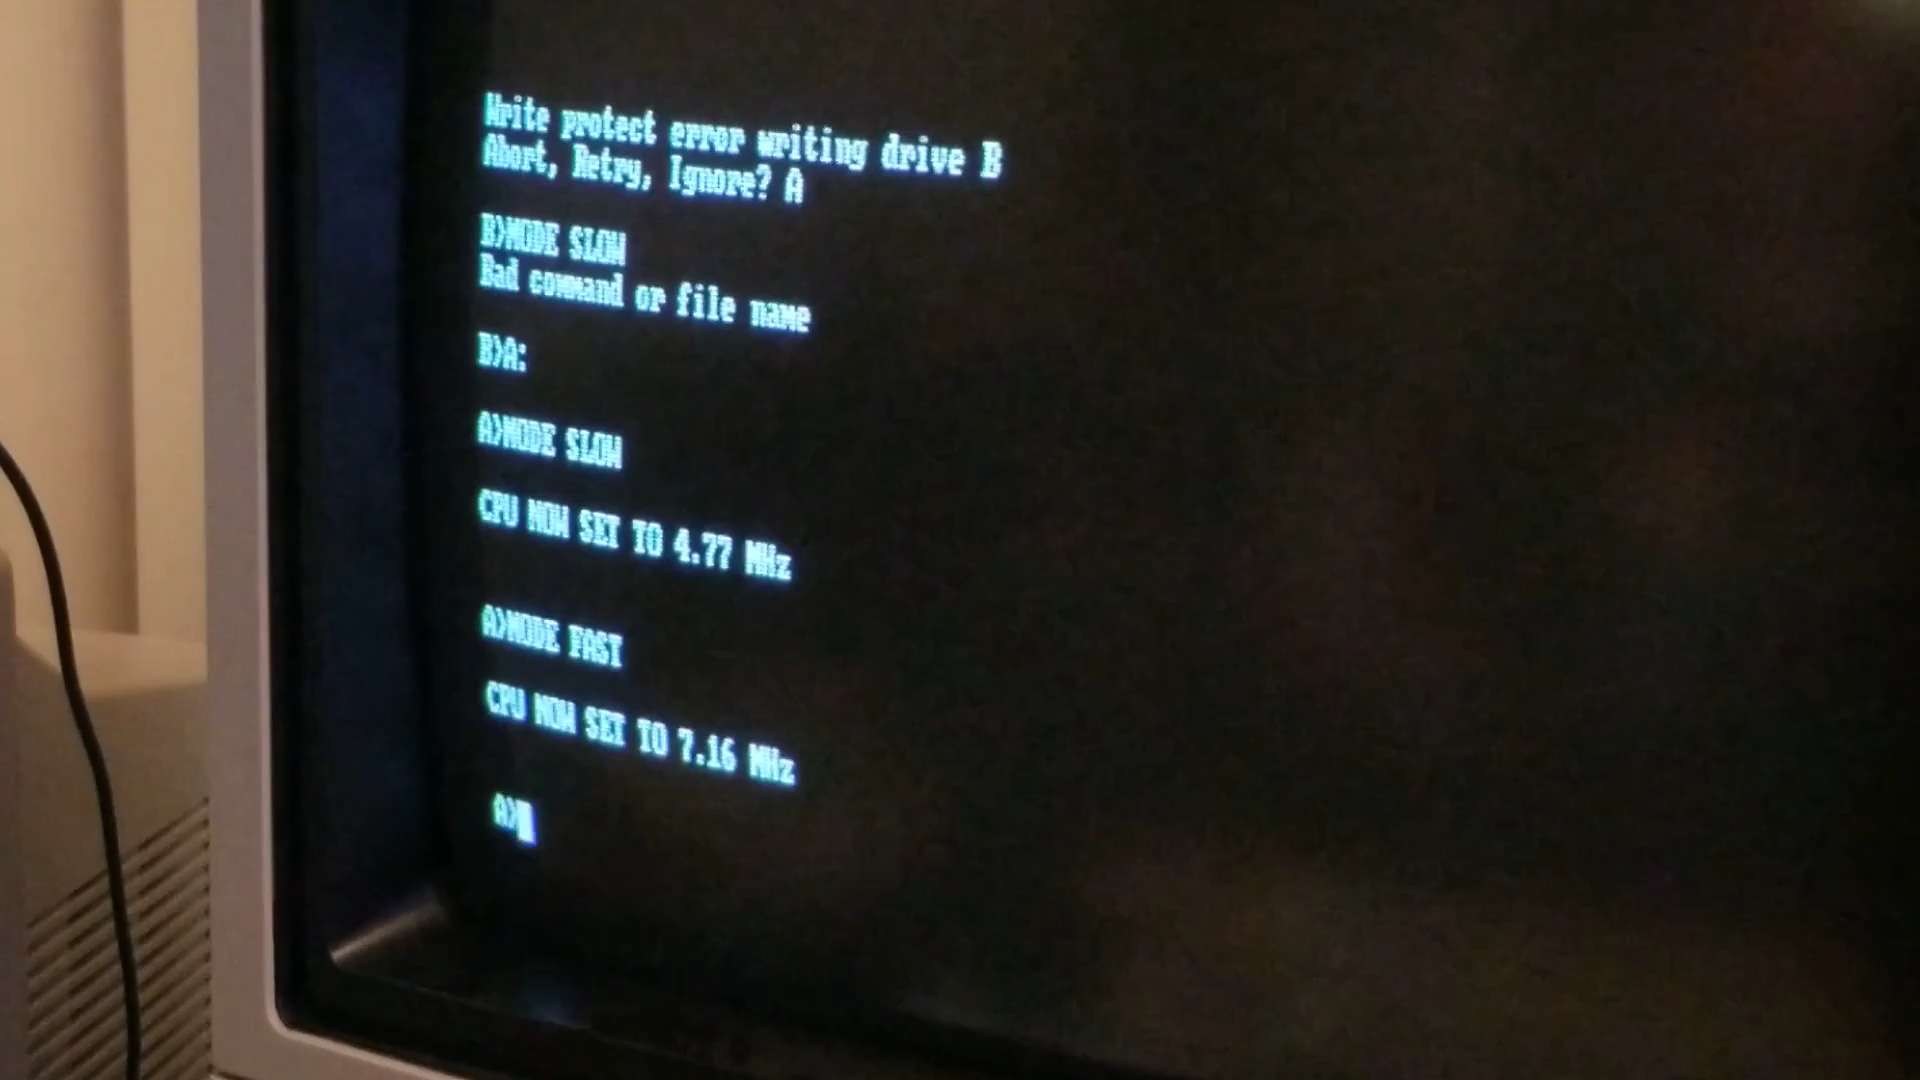 Write protect error writing drive B
Abort, Retry, Ignore? A
B>MODE SLOW
Bad command or file name
B>A:
A>MODE SLOW
CPU NOW SET TO 4.77 MHz
A>MODE FAST
CPU NOW SET TO 7.16 MHz
A>